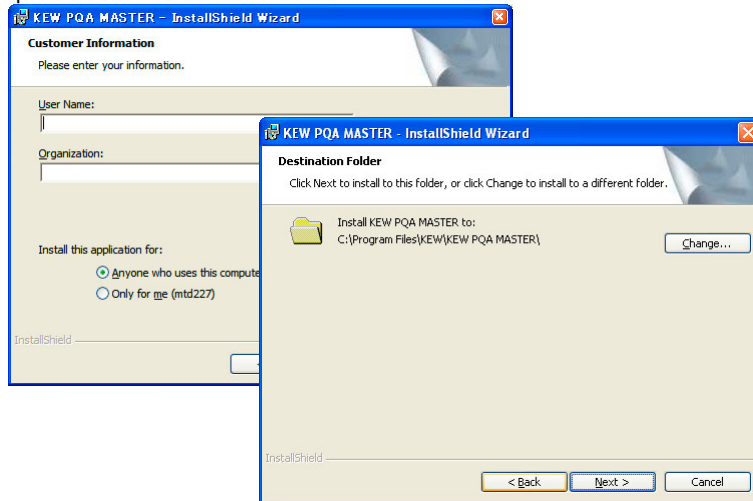 KEW PQA MASTER - InstallShield Wizard
Customer Information
Please enter your information.
User Name:
Organization:
Install this application for:
Anyone who uses this compute
Only for me (mtd227)
InstallShield
KEW PQA MASTER - InstallShield Wizard
Destination Folder
Click Next to install to this folder, or click Change to install to a different folder.
Install KEW PQA MASTER to:
C:\Program Files\KEW\KEW PQA MASTER\
Change...
InstallShield
< Back
Next >
Cancel